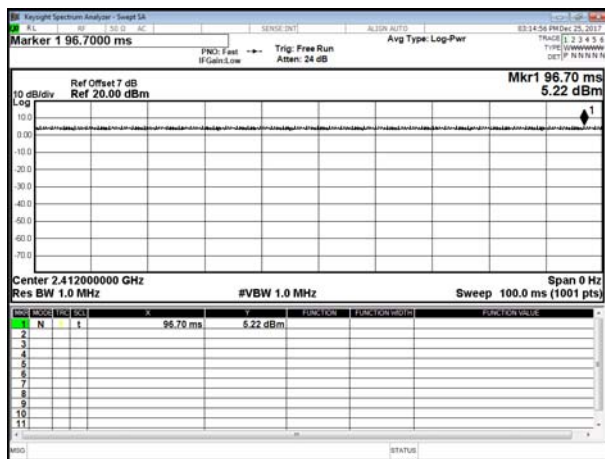 Keysight Spectrum Analyzer - Swept SA
RL RF 50 Ω AC SENSE:INT ALIGN AUTO 03:14:56 PM Dec 25, 2017
Marker 1 96.7000 ms
PNO: Fast Trig: Free Run Avg Type: Log-Pwr TRACE 1 2 3 4 5 6
IFGain:Low Atten: 24 dB TYPE WWWWWW
DET P N N N N N
Ref Offset 7 dB Mkr1 96.70 ms
10 dB/div Ref 20.00 dBm 5.22 dBm
Log
1
10.0
0.00
-10.0
-20.0
-30.0
-40.0
-50.0
-60.0
-70.0
Center 2.412000000 GHz Span 0 Hz
Res BW 1.0 MHz #VBW 1.0 MHz Sweep 100.0 ms (1001 pts)
MKR MODE TRC SCL X Y FUNCTION FUNCTION WIDTH FUNCTION VALUE
1 N t 96.70 ms 5.22 dBm
2
3
4
5
6
7
8
9
10
11
MSG STATUS